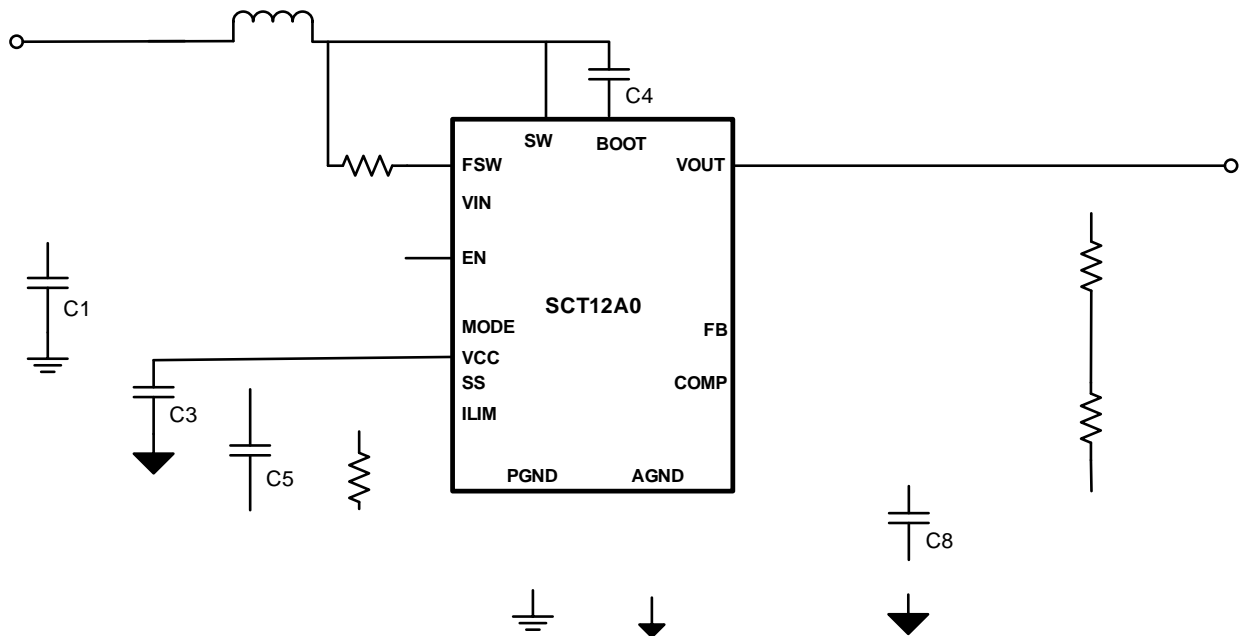 C4
SW
BOOT
FSW
VOUT
VIN
EN
C1
SCT12A0
MODE
FB
VCC
SS
COMP
C3
ILIM
C5
PGND
AGND
C8